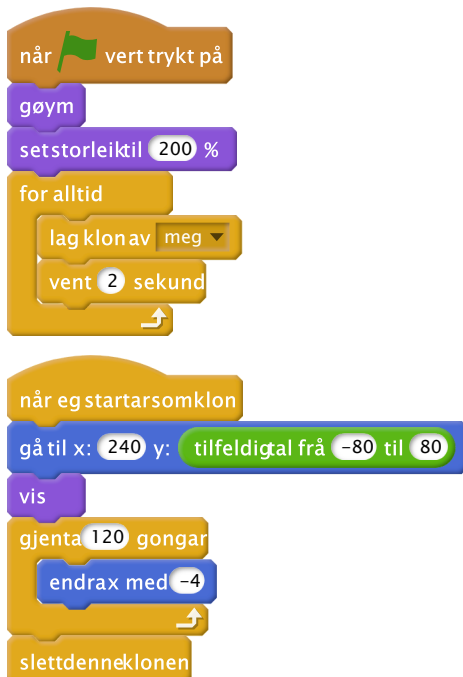 når vert trykt på
gøym
set storleik til 200 %
for alltid
lag klon av meg
vent 2 sekund
når eg startar som klon
gå til x: 240 y: tilfeldig tal frå -80 til 80
vis
gjenta 120 gongar
endra x med -4
slett denne klonen